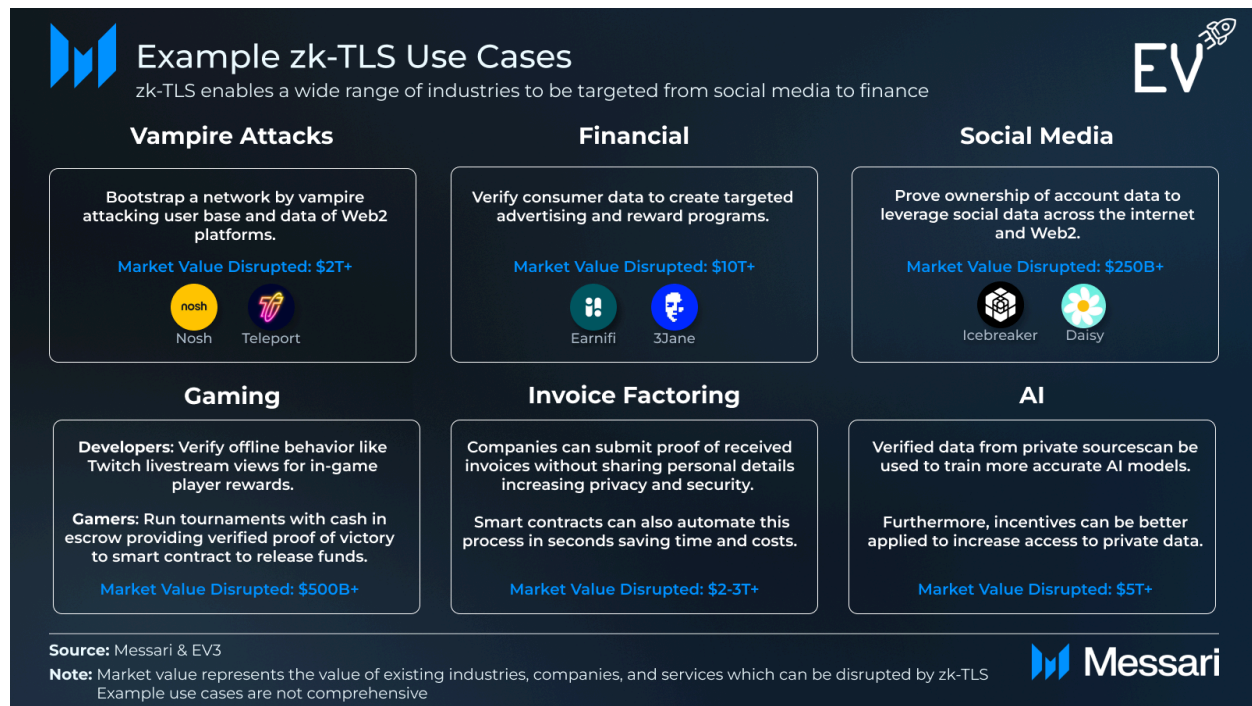 Example zk-TLS Use Cases
zk-TLS enables a wide range of industries to be targeted from social media to finance
EV
Vampire Attacks
Bootstrap a network by vampire
attacking user base and data of Web2
platforms.
Market Value Disrupted: $2T+
nosh
Nosh
Teleport
Financial
Verify consumer data to create targeted
advertising and reward programs.
Market Value Disrupted: $10T+
Earnifi
3Jane
Social Media
Prove ownership of account data to
leverage social data across the internet
and Web2.
Market Value Disrupted: $250B+
Icebreaker
Daisy
Gaming
Developers: Verify offline behavior like
Twitch livestream views for in-game
player rewards.
Gamers: Run tournaments with cash in
escrow providing verified proof of victory
to smart contract to release funds.
Market Value Disrupted: $500B+
Invoice Factoring
Companies can submit proof of received
invoices without sharing personal details
increasing privacy and security.
Smart contracts can also automate this
process in seconds saving time and costs.
Market Value Disrupted: $2-3T+
AI
Verified data from private sourcescan be
used to train more accurate AI models.
Furthermore, incentives can be better
applied to increase access to private data.
Market Value Disrupted: $5T+
Source: Messari & EV3
Note: Market value represents the value of existing industries, companies, and services which can be disrupted by zk-TLS
Example use cases are not comprehensive
Messari